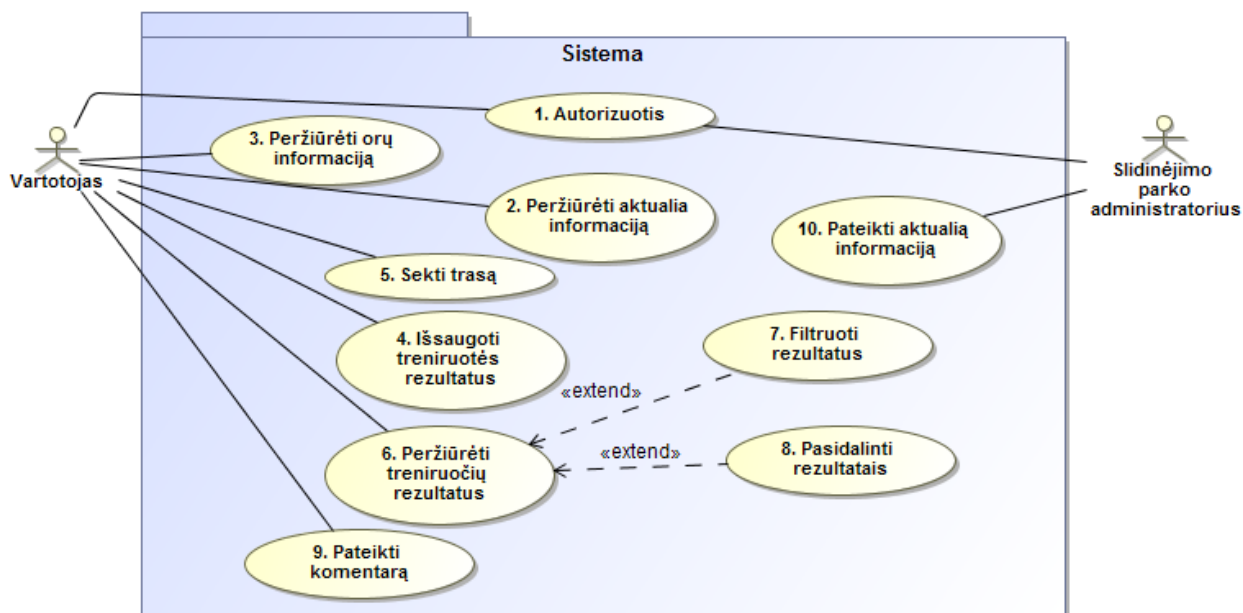 Sistema
1. Autorizuotis
3. Peržiūrėti orų
informaciją
Vartotojas
Slidinėjimo
parko
administratorius
2. Peržiūrėti aktualia
informaciją
10. Pateikti aktualią
informaciją
5. Sekti trasą
4. Išsaugoti
treniruotės
rezultatus
7. Filtruoti
rezultatus
«extend»
«extend»
6. Peržiūrėti
treniruočių
rezultatus
8. Pasidalinti
rezultatais
9. Pateikti
komentarą